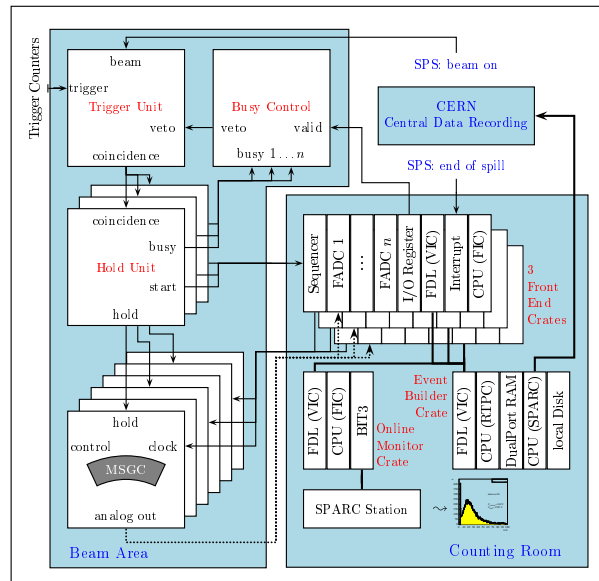 Trigger Counters
beam
trigger
Trigger Unit
veto
coincidence
Busy Control
veto
valid
busy 1 ... n
SPS: beam on
CERN
Central Data Recording
SPS: end of spill
coincidence
busy
Hold Unit
start
hold
Sequencer
FADC 1
...
FADC n
I/O Register
FDL (VIC)
Interrupt
CPU (FIC)
3
Front
End
Crates
hold
control
clock
MSGC
analog out
Beam Area
FDL (VIC)
CPU (FIC)
BIT3
Online
Monitor
Crate
Event
Builder
Crate
FDL (VIC)
CPU (RTPC)
DualPort RAM
CPU (SPARC)
local Disk
SPARC Station
Counting Room